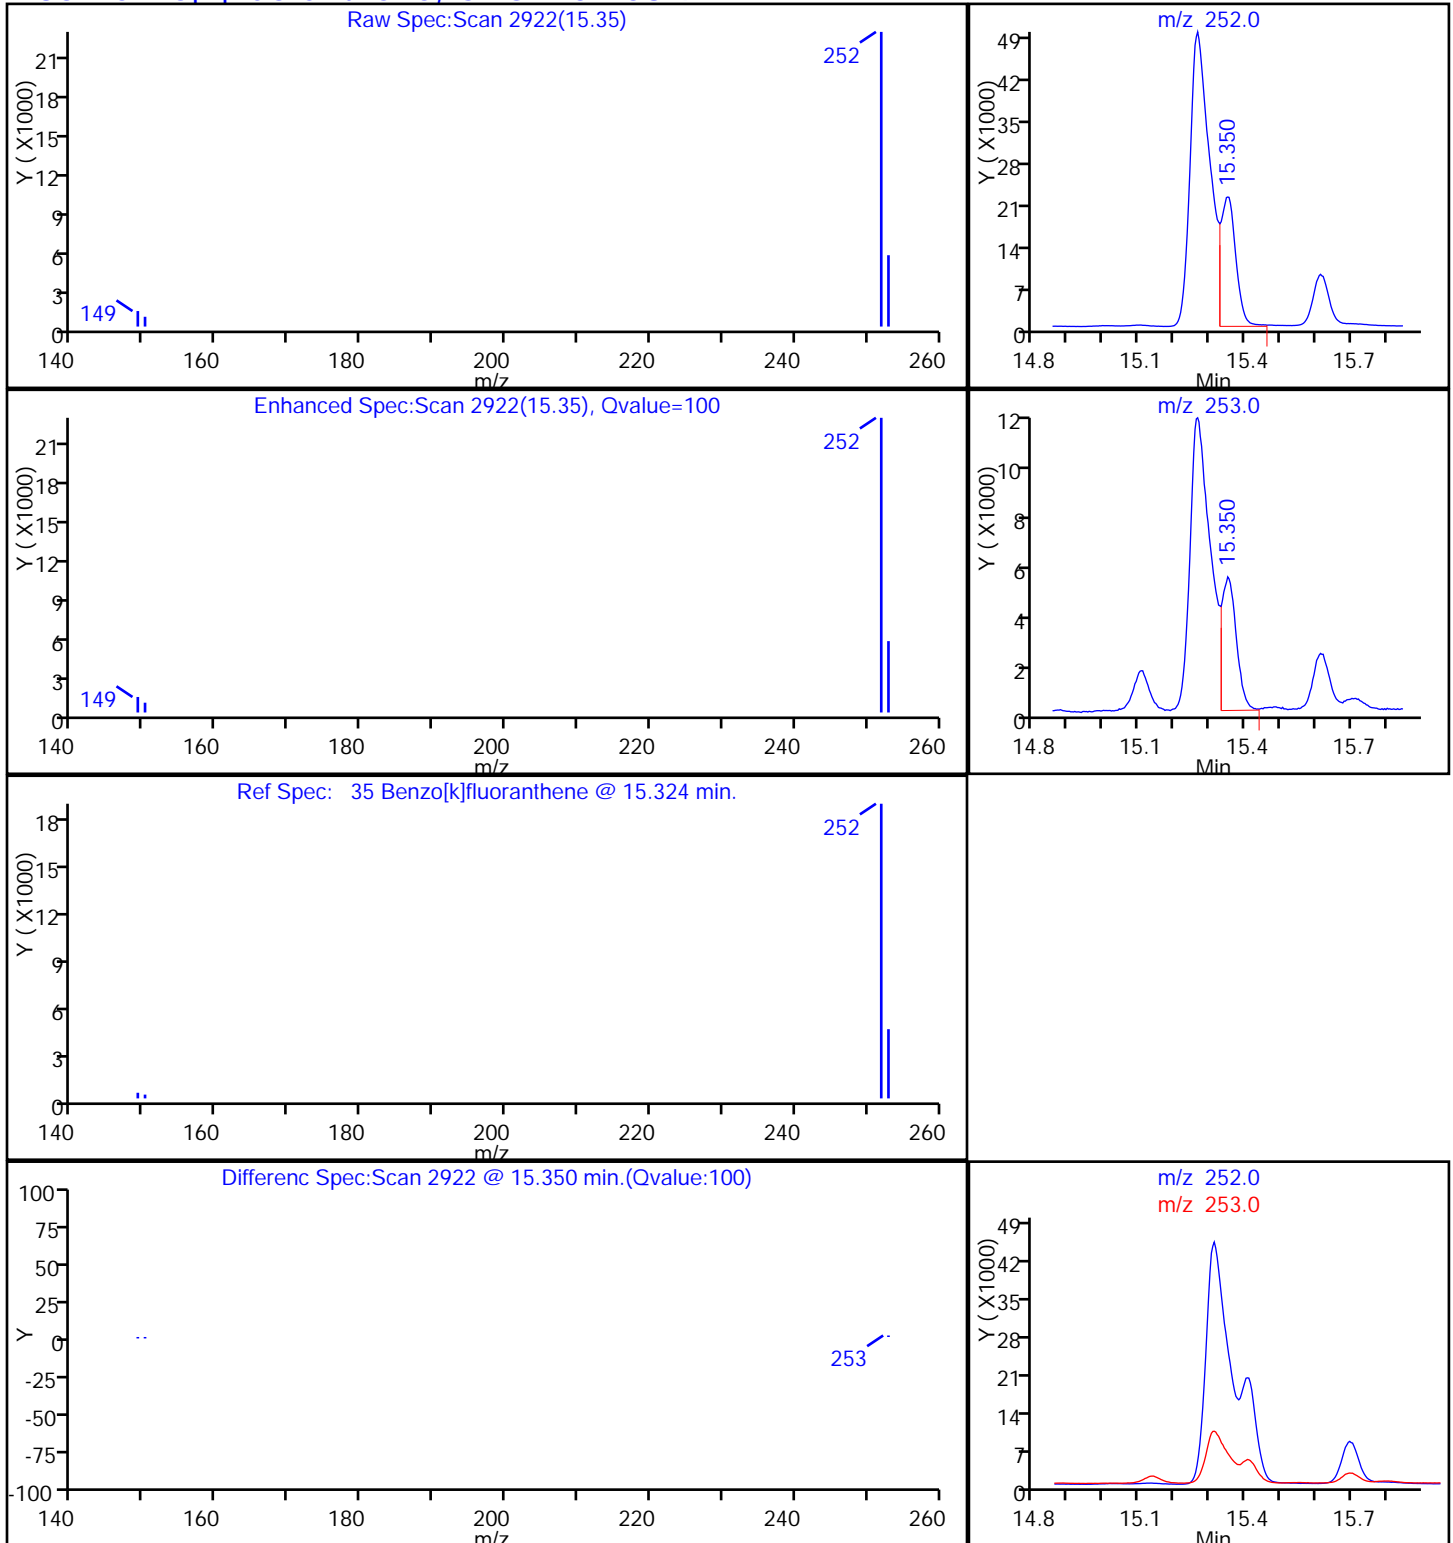 Raw Spec:Scan 2922(15.35)
Y ( X1000)
21
18
15
12
9
6
3
0
252
149
140 160 180 200 220 240 260
m/z
m/z 252.0
Y ( X1000)
49
42
35
28
21
14
7
0
15.350
14.8 15.1 15.4 15.7
Min
Enhanced Spec:Scan 2922(15.35), Qvalue=100
Y ( X1000)
21
18
15
12
9
6
3
0
252
149
140 160 180 200 220 240 260
m/z
m/z 253.0
Y ( X1000)
12
10
8
6
4
2
0
15.350
14.8 15.1 15.4 15.7
Min
Ref Spec: 35 Benzo[k]fluoranthene @ 15.324 min.
Y ( X1000)
18
15
12
9
6
3
0
252
140 160 180 200 220 240 260
m/z
Differenc Spec:Scan 2922 @ 15.350 min.(Qvalue:100)
Y
100
75
50
25
0
-25
-50
-75
-100
253
140 160 180 200 220 240 260
m/z
m/z 252.0
m/z 253.0
Y ( X1000)
49
42
35
28
21
14
7
0
14.8 15.1 15.4 15.7
Min